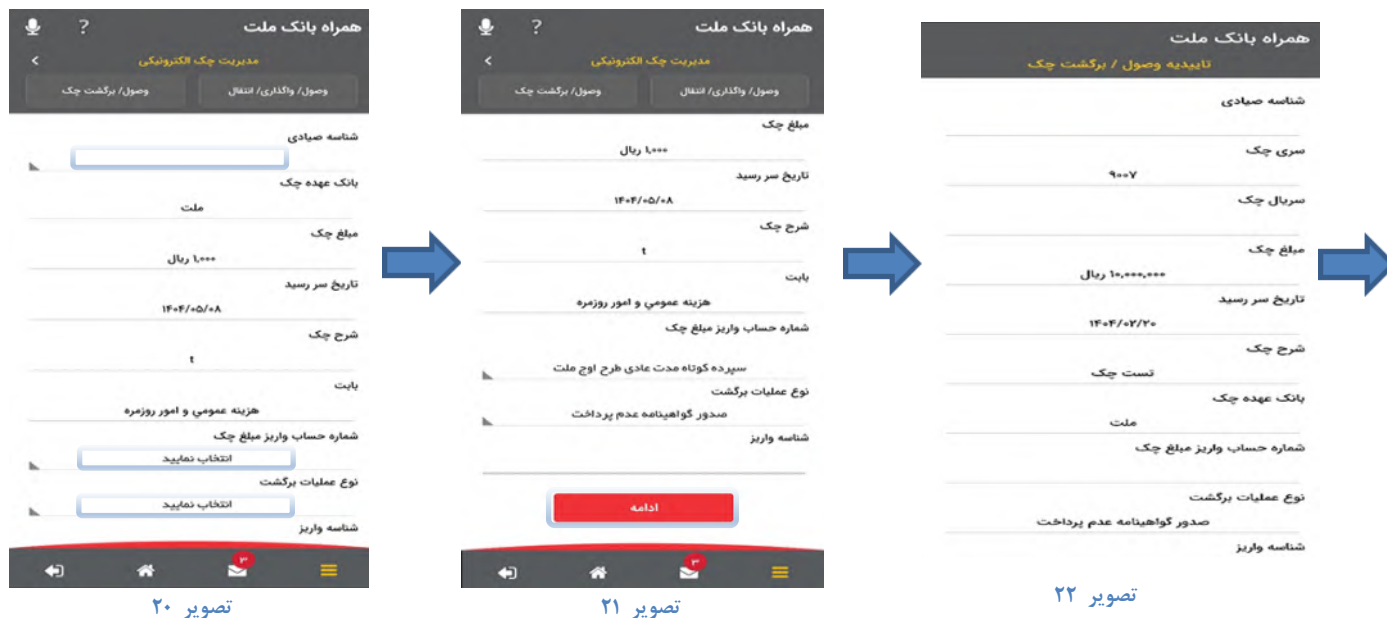 همراه بانک ملت
?
مدیریت چک الکترونیکی
وصول/ واگذاری/ انتقال
وصول/ برگشت چک
شناسه صیادی
بانک عهده چک
ملت
مبلغ چک
۱,۰۰۰ ریال
تاریخ سر رسید
۱۴۰۴/۰۵/۰۸
شرح چک
t
بابت
هزینه عمومي و امور روزمره
شماره حساب واریز مبلغ چک
انتخاب نمایید
نوع عملیات برگشت
انتخاب نمایید
شناسه واریز
۳
تصویر ۲۰
همراه بانک ملت
?
مدیریت چک الکترونیکی
وصول/ واگذاری/ انتقال
وصول/ برگشت چک
مبلغ چک
۱,۰۰۰ ریال
تاریخ سر رسید
۱۴۰۴/۰۵/۰۸
شرح چک
t
بابت
هزینه عمومي و امور روزمره
شماره حساب واریز مبلغ چک
سپرده کوتاه مدت عادی طرح اوج ملت
نوع عملیات برگشت
صدور گواهینامه عدم پرداخت
شناسه واریز
ادامه
۳
تصویر ۲۱
همراه بانک ملت
تاییدیه وصول / برگشت چک
شناسه صیادی
سری چک
۹۰۰۷
سریال چک
مبلغ چک
۱۰,۰۰۰,۰۰۰ ریال
تاریخ سر رسید
۱۴۰۴/۰۲/۲۰
شرح چک
تست چک
بانک عهده چک
ملت
شماره حساب واریز مبلغ چک
نوع عملیات برگشت
صدور گواهینامه عدم پرداخت
شناسه واریز
تصویر ۲۲